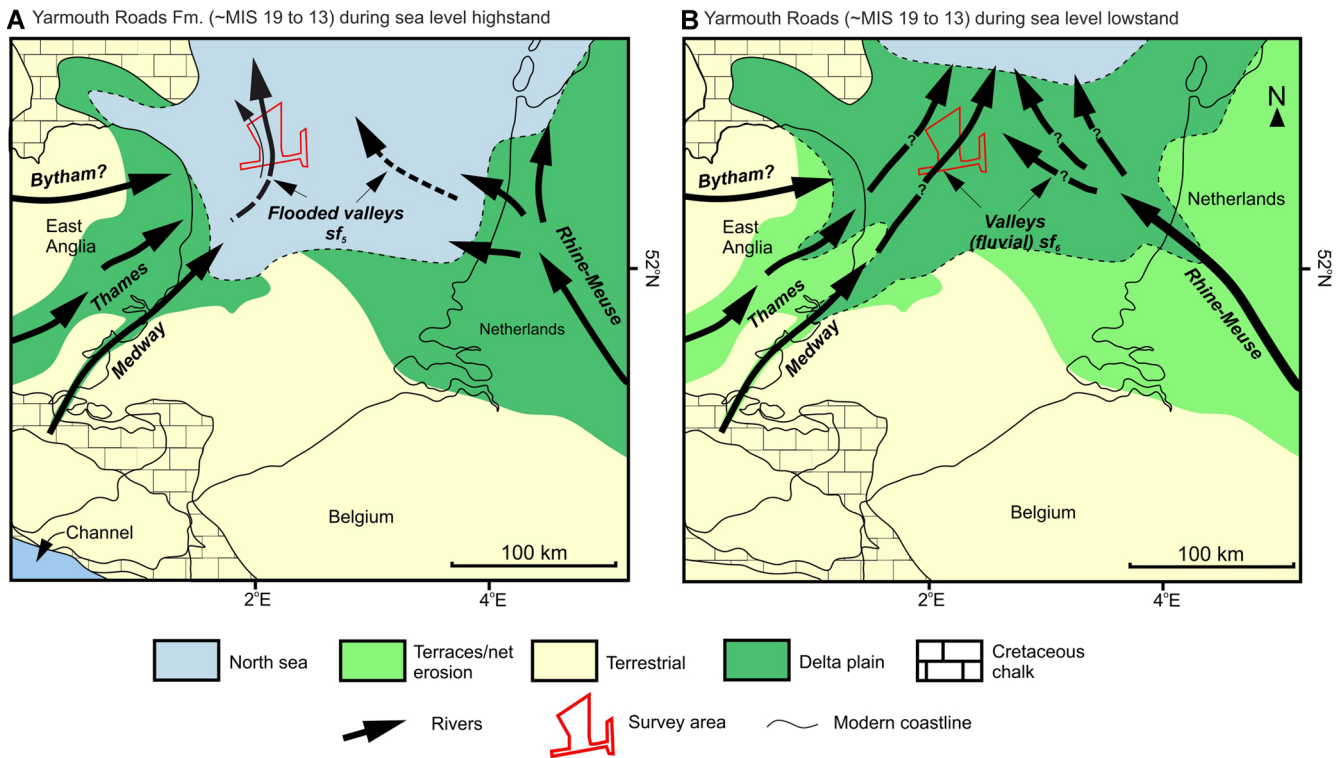 A Yarmouth Roads Fm. (~MIS 19 to 13) during sea level highstand
Bytham?
East
Anglia
Thames
Medway
Flooded valleys
sf5
Rhine-Meuse
Netherlands
Belgium
Channel
100 km
2°E
4°E
52°N
B Yarmouth Roads (~MIS 19 to 13) during sea level lowstand
N
Bytham?
East
Anglia
Thames
Medway
?
?
?
?
?
Valleys
(fluvial) sf6
Netherlands
Rhine-Meuse
Belgium
100 km
2°E
4°E
52°N
North sea
Terraces/net
erosion
Terrestrial
Delta plain
Cretaceous
chalk
Rivers
Survey area
Modern coastline